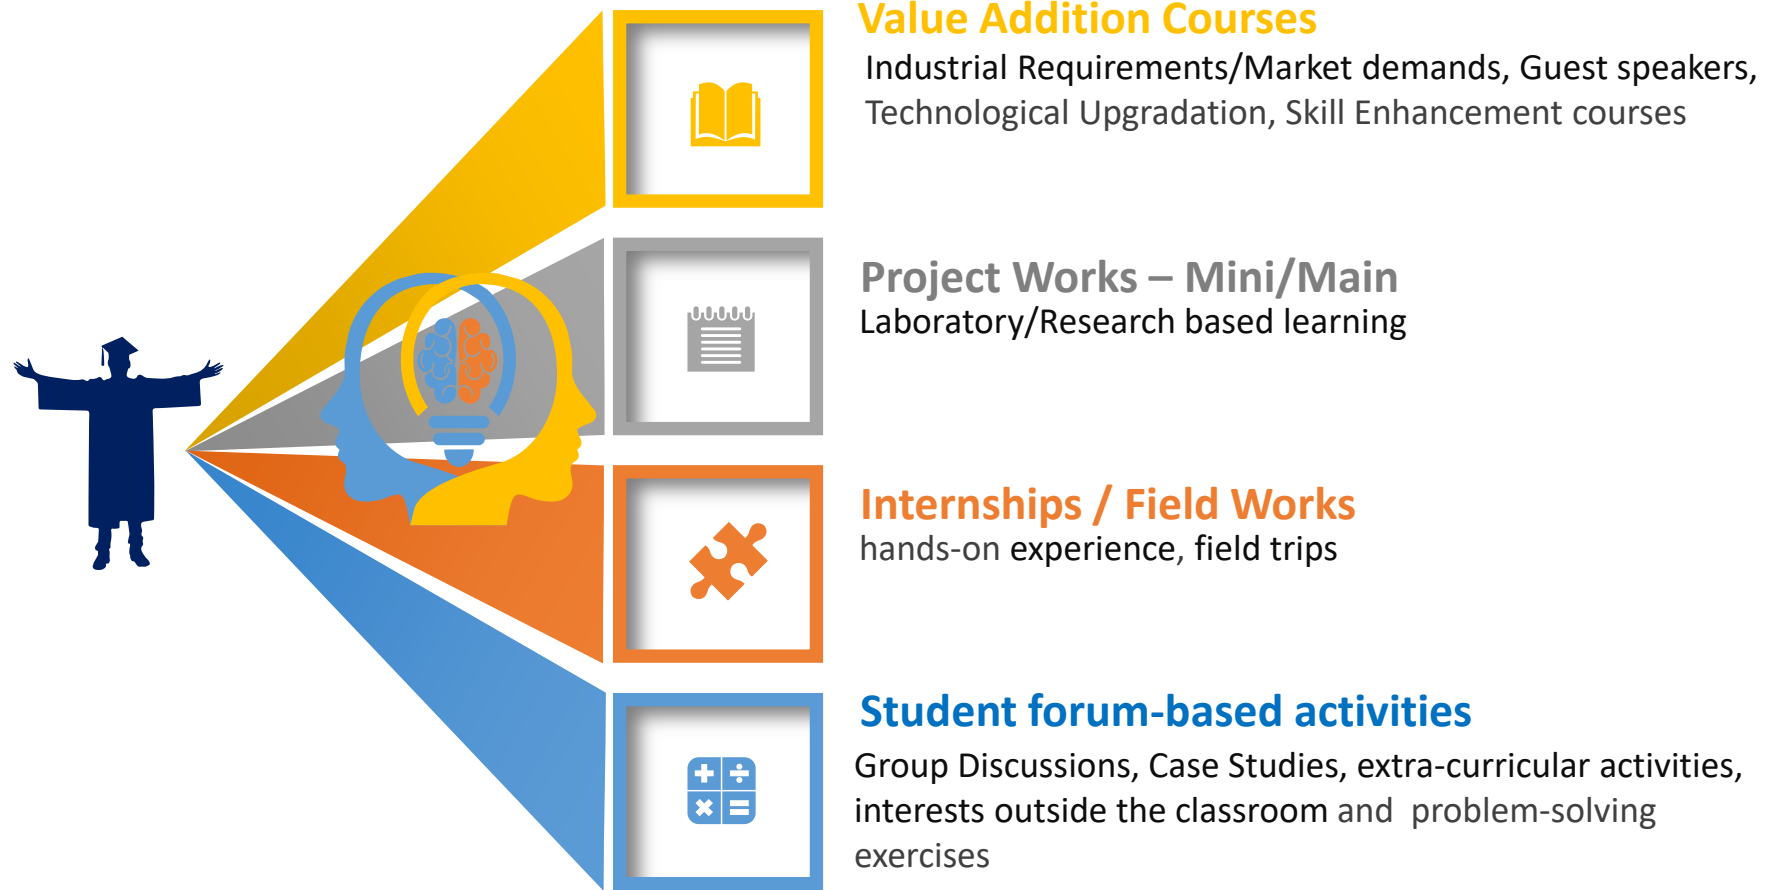 Value Addition Courses
Industrial Requirements/Market demands, Guest speakers,
Technological Upgradation, Skill Enhancement courses
Project Works – Mini/Main
Laboratory/Research based learning
Internships / Field Works
hands-on experience, field trips
Student forum-based activities
Group Discussions, Case Studies, extra-curricular activities,
interests outside the classroom and  problem-solving
exercises